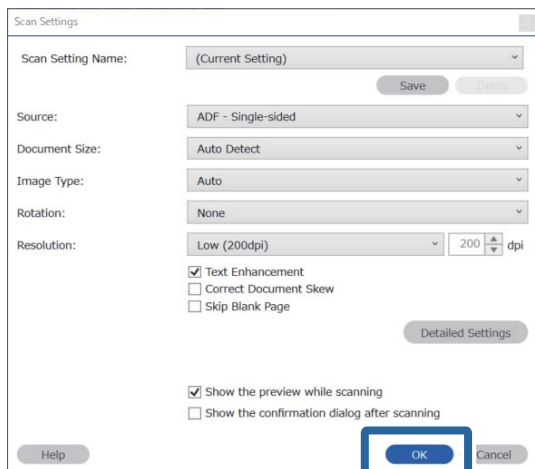 Scan Settings
Scan Setting Name: (Current Setting)
Save Delete
Source: ADF - Single-sided
Document Size: Auto Detect
Image Type: Auto
Rotation: None
Resolution: Low (200dpi) 200 dpi
Text Enhancement
Correct Document Skew
Skip Blank Page
Detailed Settings
Show the preview while scanning
Show the confirmation dialog after scanning
Help OK Cancel